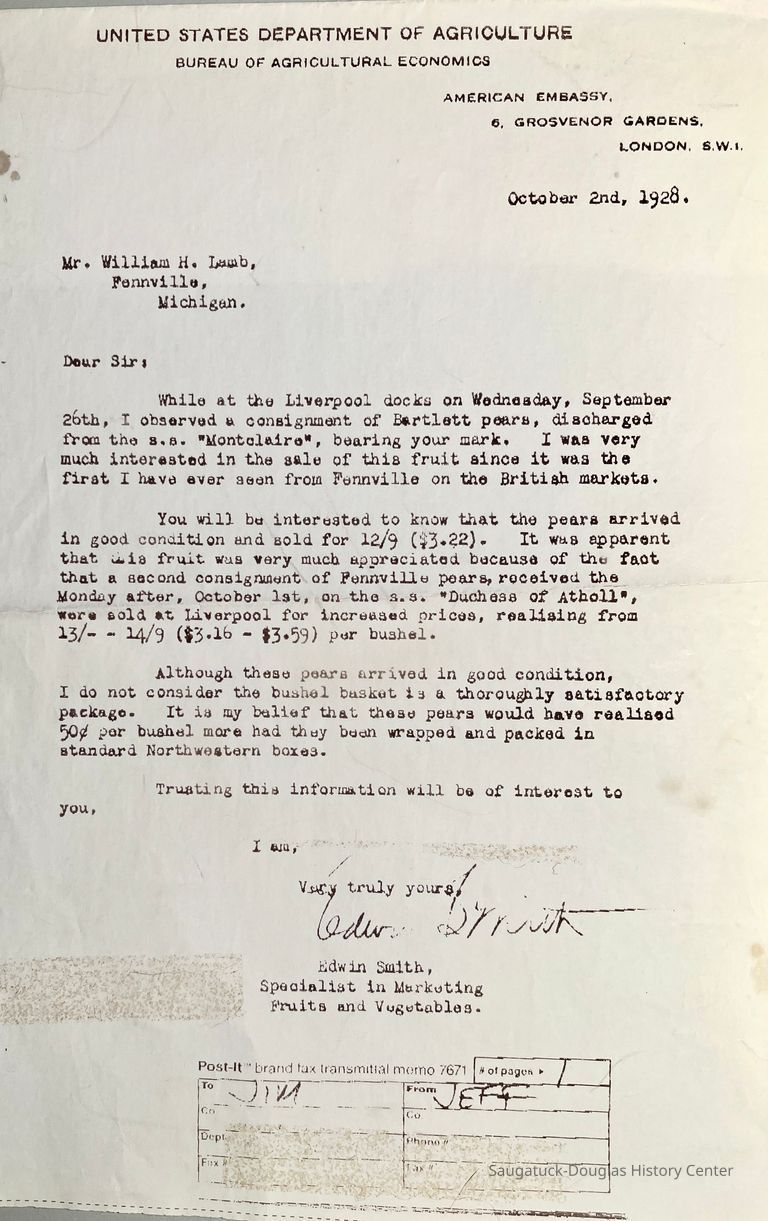 UNITED STATES DEPARTMENT OF AGRICULTURE
BUREAU OF AGRICULTURAL ECONOMICS
AMERICAN EMBASSY,
6, GROSVENOR GARDENS,
LONDON, S.W.1.
October 2nd, 1928.
Mr. William H. Lamb,
Fennville,
Michigan.
Dear Sir;
While at the Liverpool docks on Wednesday, September
26th, I observed a consignment of Bartlett pears, discharged
from the s.s. "Montclaire", bearing your mark. I was very
much interested in the sale of this fruit since it was the
first I have ever seen from Fennville on the British markets.
You will be interested to know that the pears arrived
in good condition and sold for 12/9 ($3.22). It was apparent
that this fruit was very much appreciated because of the fact
that a second consignment of Fennville pears, received the
Monday after, October 1st, on the s.s. "Duchess of Atholl",
were sold at Liverpool for increased prices, realising from
13/- - 14/9 ($3.16 - $3.59) per bushel.
Although these pears arrived in good condition,
I do not consider the bushel basket is a thoroughly satisfactory
package. It is my belief that these pears would have realised
50¢ per bushel more had they been wrapped and packed in
standard Northwestern boxes.
Trusting this information will be of interest to
you,
I am,
Very truly yours,
Edwin Smith
Edwin Smith,
Specialist in Marketing
Fruits and Vegetables.
Post-It™ brand fax transmittal memo 7671 # of pages ▸ 1
To JIM From JEFF
Co. Co.
Dept. Phone #
Fax # Fax #
Saugatuck-Douglas History Center